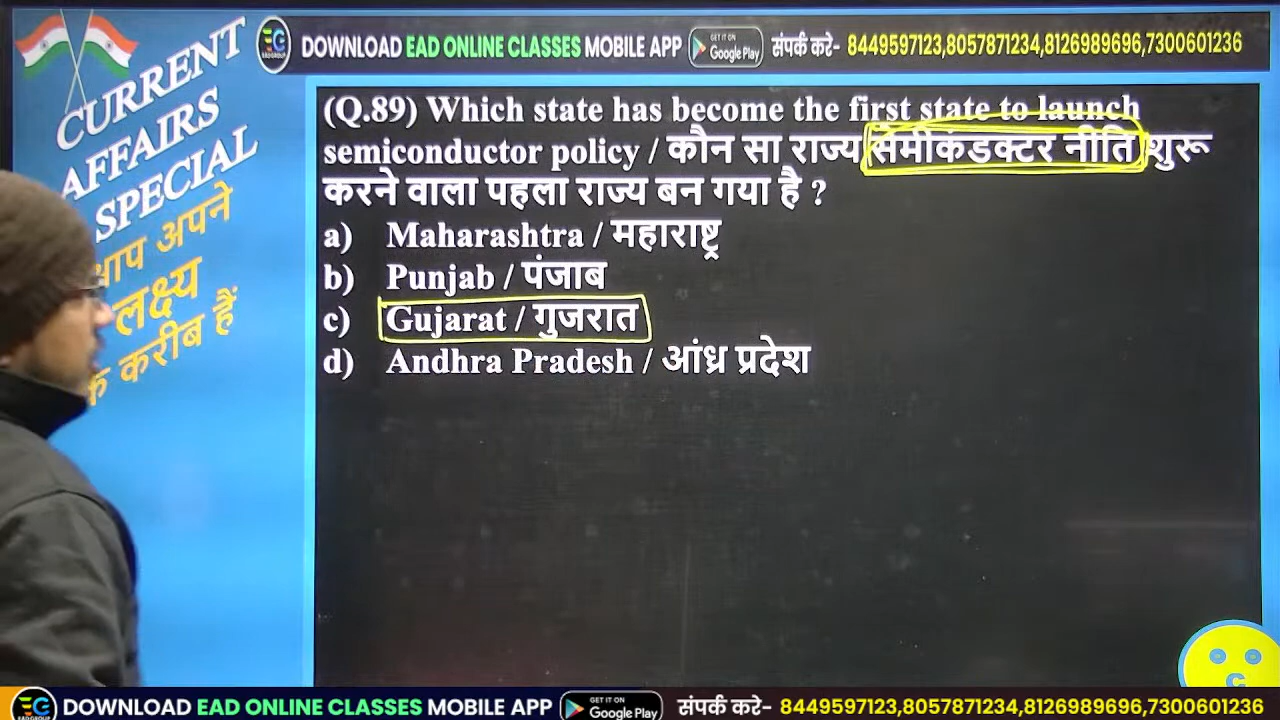 DOWNLOAD EAD ONLINE CLASSES MOBILE APP GET IT ON Google Play संपर्क करे- 8449597123,8057871234,8126989696,7300601236
CURRENT
AFFAIRS
SPECIAL
आप अपने
लक्ष्य
के करीब हैं
(Q.89) Which state has become the first state to launch
semiconductor policy / कौन सा राज्य सेमीकंडक्टर नीति शुरू
करने वाला पहला राज्य बन गया है ?
a) Maharashtra / महाराष्ट्र
b) Punjab / पंजाब
c) Gujarat / गुजरात
d) Andhra Pradesh / आंध्र प्रदेश
DOWNLOAD EAD ONLINE CLASSES MOBILE APP GET IT ON Google Play संपर्क करे- 8449597123,8057871234,8126989696,7300601236